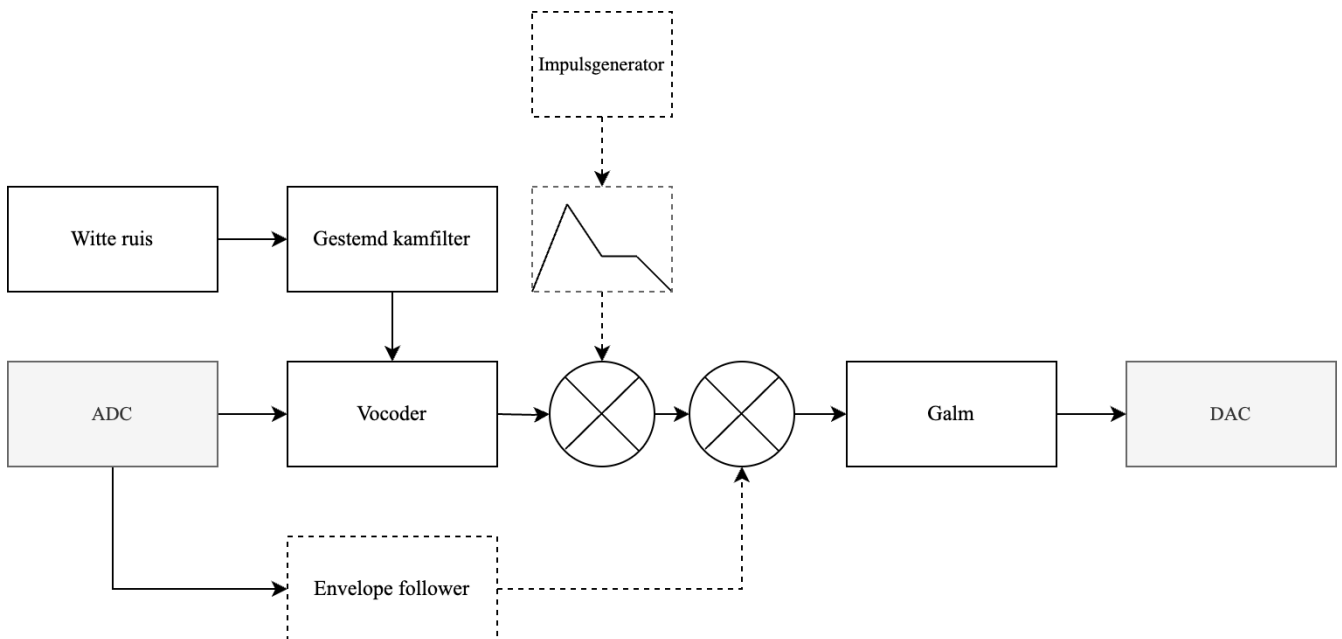 Impulsgenerator
Witte ruis
Gestemd kamfilter
ADC
Vocoder
Galm
DAC
Envelope follower